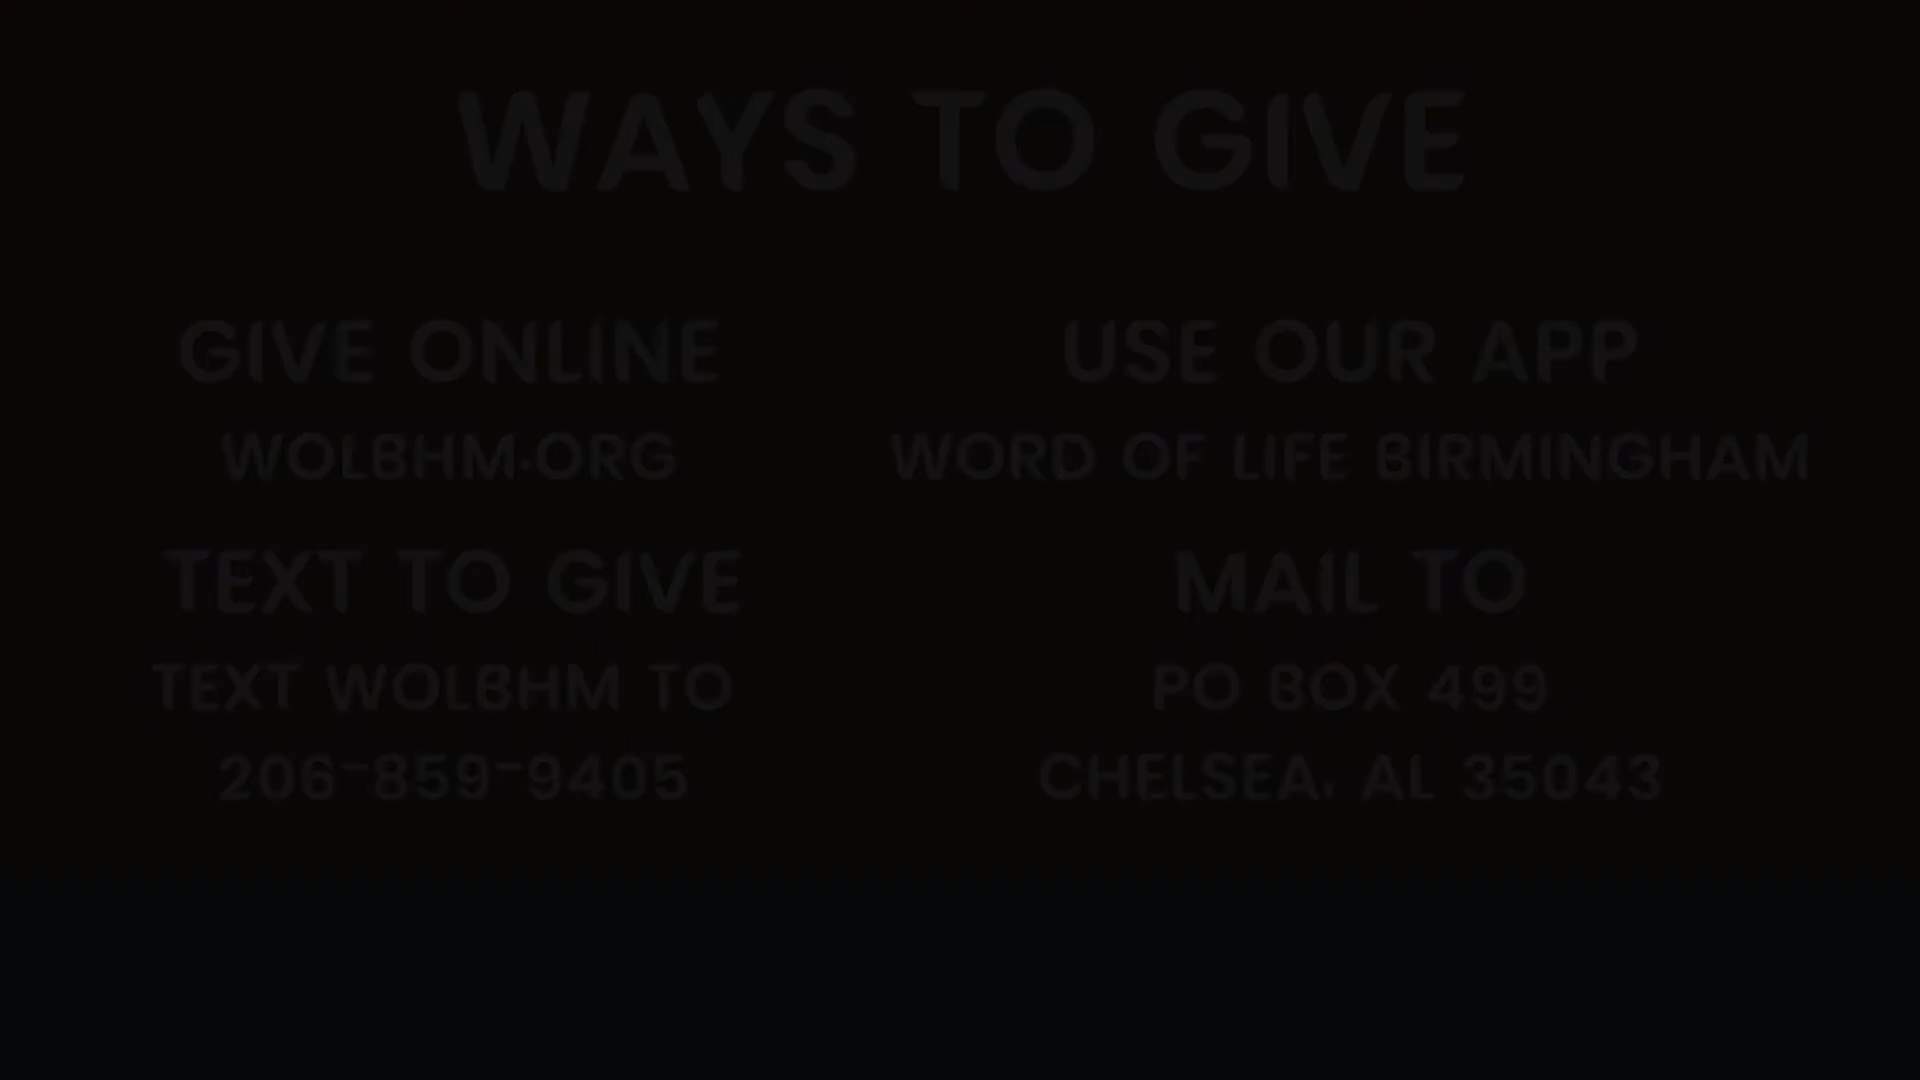 WAYS TO GIVE
GIVE ONLINE
WOLBHM.ORG
USE OUR APP
WORD OF LIFE BIRMINGHAM
TEXT TO GIVE
TEXT WOLBHM TO
206-859-9405
MAIL TO
PO BOX 499
CHELSEA, AL 35043